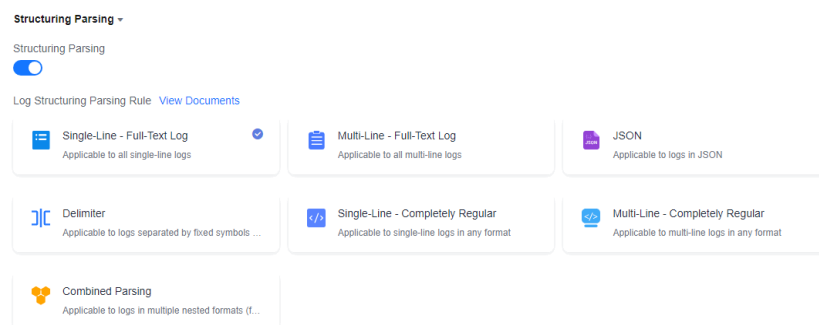 Structuring Parsing
Structuring Parsing
Log Structuring Parsing Rule View Documents
Single-Line - Full-Text Log
Applicable to all single-line logs
Multi-Line - Full-Text Log
Applicable to all multi-line logs
JSON
JSON
Applicable to logs in JSON
Delimiter
Applicable to logs separated by fixed symbols ...
Single-Line - Completely Regular
Applicable to single-line logs in any format
Multi-Line - Completely Regular
Applicable to multi-line logs in any format
Combined Parsing
Applicable to logs in multiple nested formats (f...